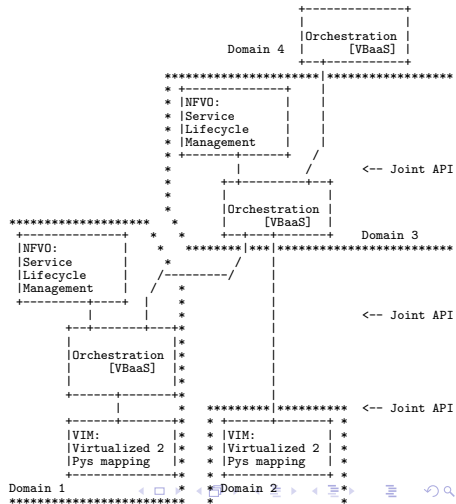 Orchestration
Domain 4 [VBaaS]
NFVO:
Service
Lifecycle
Management
<-- Joint API
Orchestration
[VBaaS]
Domain 3
NFVO:
Service
Lifecycle
Management
<-- Joint API
Orchestration
[VBaaS]
<-- Joint API
VIM: VIM:
Virtualized 2 Virtualized 2
Pys mapping Pys mapping
Domain 1 Domain 2